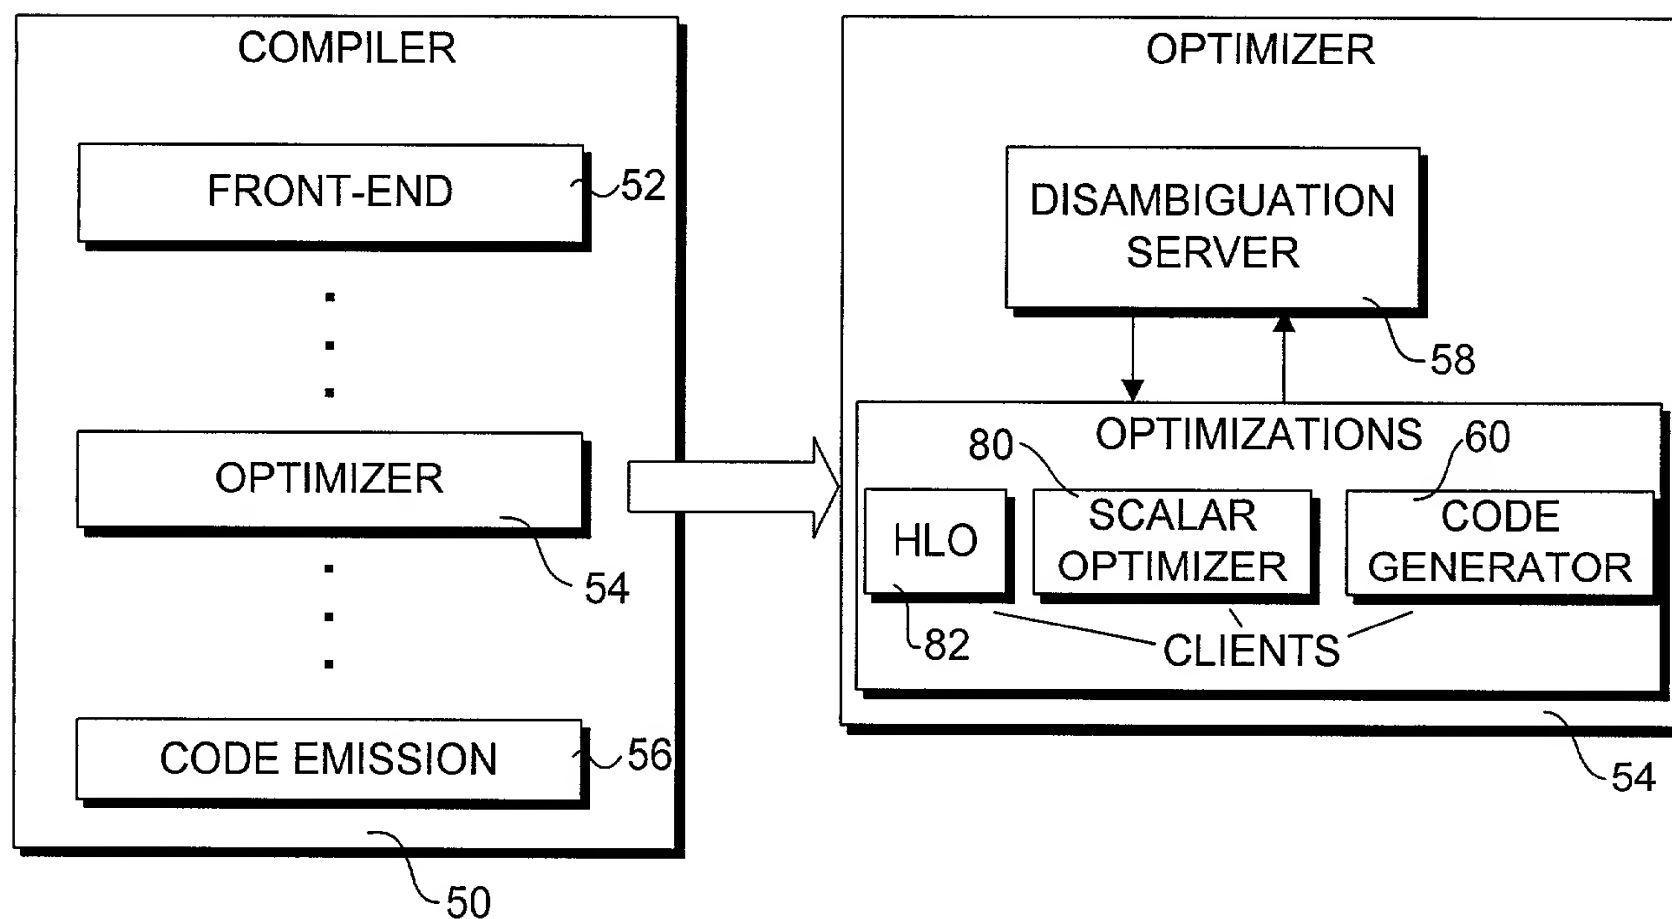 COMPILER
FRONT-END
52
OPTIMIZER
54
CODE EMISSION
56
50
OPTIMIZER
DISAMBIGUATION
SERVER
58
OPTIMIZATIONS
80
60
HLO
SCALAR
OPTIMIZER
CODE
GENERATOR
82
CLIENTS
54